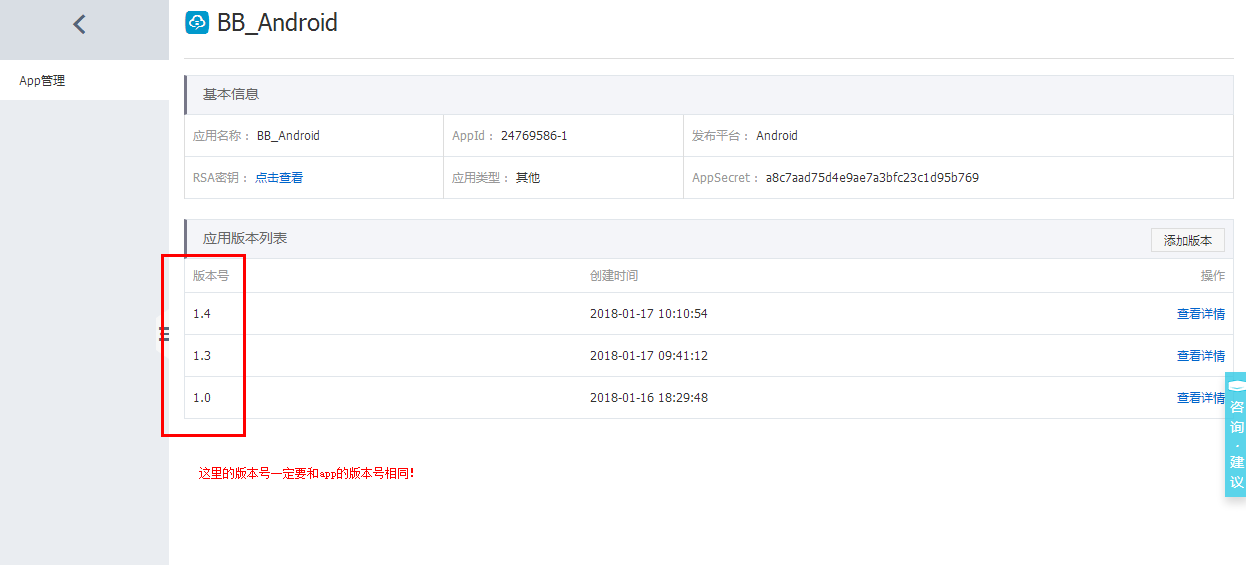 BB_Android
App管理
基本信息
应用名称： BB_Android AppId： 24769586-1 发布平台： Android
RSA密钥： 点击查看 应用类型： 其他 AppSecret： a8c7aad75d4e9ae7a3bfc23c1d95b769
应用版本列表 添加版本
版本号 创建时间 操作
1.4 2018-01-17 10:10:54 查看详情
1.3 2018-01-17 09:41:12 查看详情
1.0 2018-01-16 18:29:48 查看详情
咨询·建议
这里的版本号一定要和app的版本号相同！